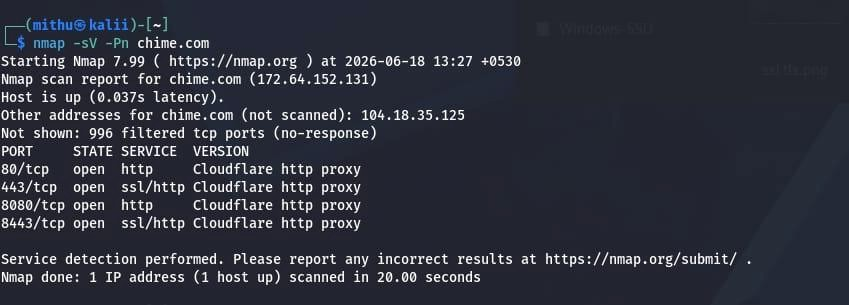 Windows-SSD
ssl tls.png
┌──(mithu㉿kalii)-[~]
└─$ nmap -sV -Pn chime.com
Starting Nmap 7.99 ( https://nmap.org ) at 2026-06-18 13:27 +0530
Nmap scan report for chime.com (172.64.152.131)
Host is up (0.037s latency).
Other addresses for chime.com (not scanned): 104.18.35.125
Not shown: 996 filtered tcp ports (no-response)
PORT     STATE SERVICE  VERSION
80/tcp   open  http     Cloudflare http proxy
443/tcp  open  ssl/http Cloudflare http proxy
8080/tcp open  http     Cloudflare http proxy
8443/tcp open  ssl/http Cloudflare http proxy
Service detection performed. Please report any incorrect results at https://nmap.org/submit/ .
Nmap done: 1 IP address (1 host up) scanned in 20.00 seconds